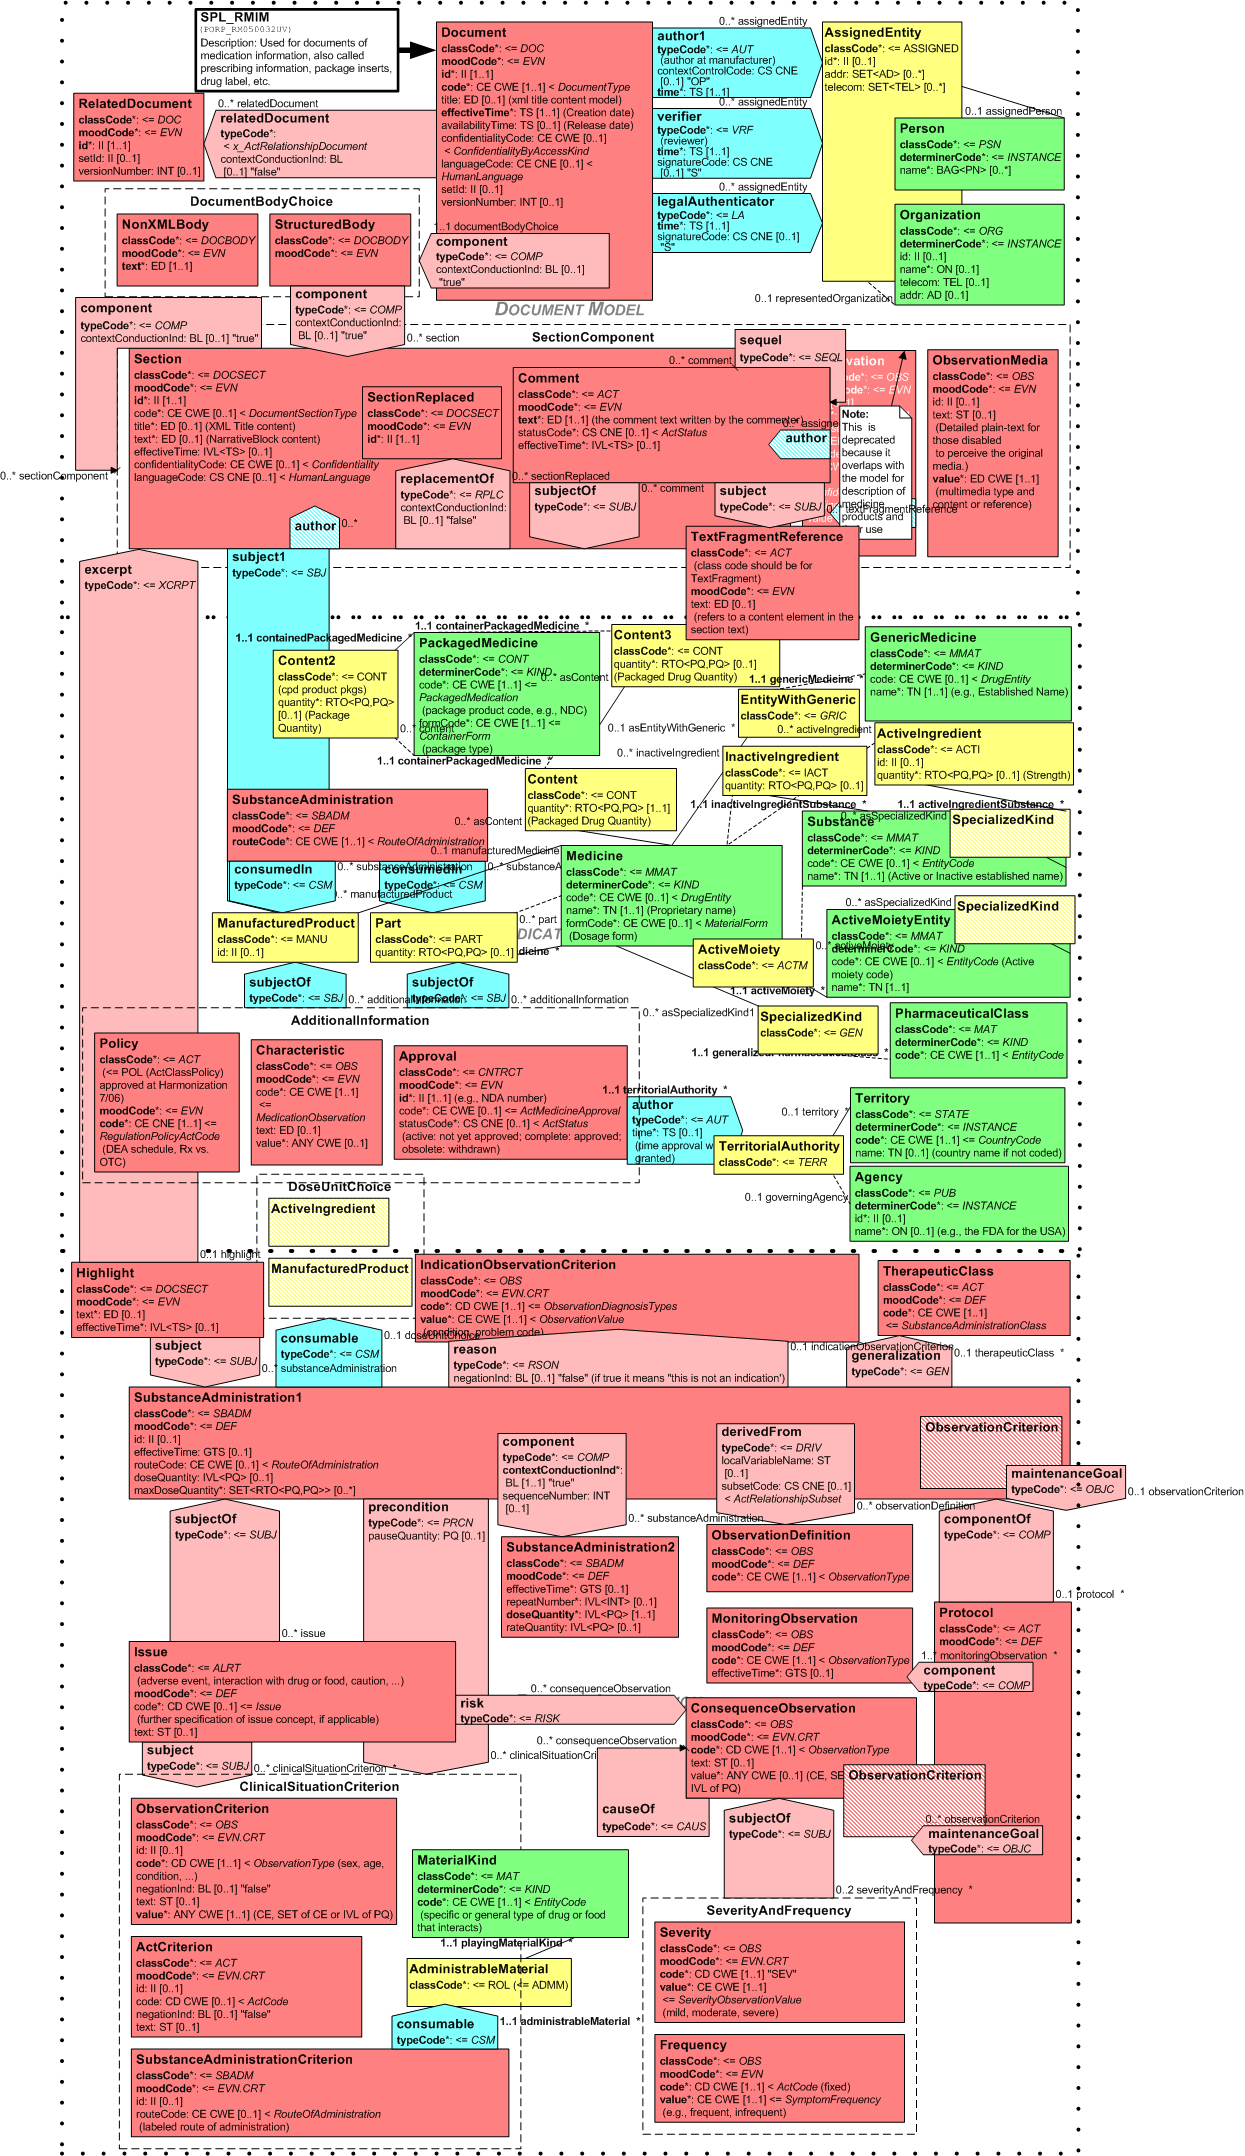 SPL_RMIM
(PORP_RM050032UV)
Description: Used for documents of
medication information, also called
prescribing information, package inserts,
drug label, etc.
Document
classCode*: <= DOC
moodCode*: <= EVN
id*: II [1..1]
code*: CE CWE [1..1] < DocumentType
title: ED [0..1] (xml title content model)
effectiveTime*: TS [1..1] (Creation date)
availabilityTime: TS [0..1] (Release date)
confidentialityCode: CE CWE [0..1]
< ConfidentialityByAccessKind
languageCode: CE CNE [0..1] <
HumanLanguage
setId: II [0..1]
versionNumber: INT [0..1]
0..* assignedEntity
author1
typeCode*: <= AUT
(author at manufacturer)
contextControlCode: CS CNE
[0..1] "OP"
time*: TS [1..1]
0..* assignedEntity
verifier
typeCode*: <= VRF
(reviewer)
time*: TS [1..1]
signatureCode: CS CNE
[0..1] "S"
0..* assignedEntity
legalAuthenticator
typeCode*: <= LA
time*: TS [1..1]
signatureCode: CS CNE [0..1]
"S"
AssignedEntity
classCode*: <= ASSIGNED
id*: II [0..1]
addr: SET<AD> [0..*]
telecom: SET<TEL> [0..*]
0..1 assignedPerson
Person
classCode*: <= PSN
determinerCode*: <= INSTANCE
name*: BAG<PN> [0..*]
Organization
classCode*: <= ORG
determinerCode*: <= INSTANCE
id: II [0..1]
name*: ON [0..1]
telecom: TEL [0..1]
addr: AD [0..1]
0..1 representedOrganization
RelatedDocument
classCode*: <= DOC
moodCode*: <= EVN
id*: II [1..1]
setId: II [0..1]
versionNumber: INT [0..1]
0..* relatedDocument
relatedDocument
typeCode*:
< x_ActRelationshipDocument
contextConductionInd: BL
[0..1] "false"
DocumentBodyChoice
NonXMLBody
classCode*: <= DOCBODY
moodCode*: <= EVN
text*: ED [1..1]
StructuredBody
classCode*: <= DOCBODY
moodCode*: <= EVN
1..1 documentBodyChoice
component
typeCode*: <= COMP
contextConductionInd: BL [0..1]
"true"
DOCUMENT MODEL
component
typeCode*: <= COMP
contextConductionInd: BL [0..1] "true"
component
typeCode*: <= COMP
contextConductionInd:
BL [0..1] "true"
0..* section
SectionComponent
0..* sectionComponent
Section
classCode*: <= DOCSECT
moodCode*: <= EVN
id*: II [1..1]
code*: CE CWE [0..1] < DocumentSectionType
title*: ED [0..1] (XML Title content)
text*: ED [0..1] (NarrativeBlock content)
effectiveTime: IVL<TS> [0..1]
confidentialityCode: CE CWE [0..1] < Confidentiality
languageCode: CS CNE [0..1] < HumanLanguage
SectionReplaced
classCode*: <= DOCSECT
moodCode*: <= EVN
id*: II [1..1]
0..* sectionReplaced
replacementOf
typeCode*: <= RPLC
contextConductionInd:
BL [0..1] "false"
author
0..*
sequel
typeCode*: <= SEQL
0..* comment
Comment
classCode*: <= ACT
moodCode*: <= EVN
text*: ED [1..1] (the comment text written by the commenter)
statusCode*: CS CNE [0..1] < ActStatus
effectiveTime*: IVL<TS> [0..1]
author
subjectOf
typeCode*: <= SUBJ
0..* comment
subject
typeCode*: <= SUBJ
0..* textFragmentReference
Note:
This is
deprecated
because it
overlaps with
the model for
description of
medicine
products and
use
ObservationMedia
classCode*: <= OBS
moodCode*: <= EVN
id: II [0..1]
text: ST [0..1]
(Detailed plain-text for
those disabled
to perceive the original
media.)
value*: ED CWE [1..1]
(multimedia type and
content or reference)
TextFragmentReference
classCode*: <= ACT
(class code should be for
TextFragment)
moodCode*: <= EVN
text: ED [0..1]
(refers to a content element in the
section text)
excerpt
typeCode*: <= XCRPT
subject1
typeCode*: <= SBJ
1..1 containedPackagedMedicine *
1..1 containerPackagedMedicine *
Content2
classCode*: <= CONT
(cpd product pkgs)
quantity*: RTO<PQ,PQ>
[0..1] (Package
Quantity)
0..* content
PackagedMedicine
classCode*: <= CONT
determinerCode*: <= KIND
code*: CE CWE [1..1] <=
PackagedMedication
(package product code, e.g., NDC)
formCode*: CE CWE [1..1] <=
ContainerForm
(package type)
1..1 containerPackagedMedicine *
0..* asContent
Content3
classCode*: <= CONT
quantity*: RTO<PQ,PQ> [0..1]
(Packaged Drug Quantity)
1..1 genericMedicine *
GenericMedicine
classCode*: <= MMAT
determinerCode*: <= KIND
code: CE CWE [0..1] < DrugEntity
name*: TN [1..1] (e.g., Established Name)
EntityWithGeneric
classCode*: <= GRIC
0..1 asEntityWithGeneric *
0..* activeIngredient
ActiveIngredient
classCode*: <= ACTI
id: II [0..1]
quantity*: RTO<PQ,PQ> [0..1] (Strength)
0..* inactiveIngredient
InactiveIngredient
classCode*: <= IACT
quantity: RTO<PQ,PQ> [0..1]
1..1 inactiveIngredientSubstance *
1..1 activeIngredientSubstance *
Content
classCode*: <= CONT
quantity*: RTO<PQ,PQ> [1..1]
(Packaged Drug Quantity)
0..* asContent
Substance
classCode*: <= MMAT
determinerCode*: <= KIND
code*: CE CWE [0..1] < EntityCode
name*: TN [1..1] (Active or Inactive established name)
0..* asSpecializedKind
SpecializedKind
SubstanceAdministration
classCode*: <= SBADM
moodCode*: <= DEF
routeCode*: CE CWE [1..1] < RouteOfAdministration
0..1 manufacturedMedicine
consumedIn
typeCode*: <= CSM
0..* substanceAdministration
0..* manufacturedProduct
consumedIn
typeCode*: <= CSM
0..* substanceA
Medicine
classCode*: <= MMAT
determinerCode*: <= KIND
code*: CE CWE [0..1] < DrugEntity
name*: TN [1..1] (Proprietary name)
formCode*: CE CWE [1..1] < MaterialForm
(Dosage form)
ManufacturedProduct
classCode*: <= MANU
id: II [0..1]
Part
classCode*: <= PART
quantity: RTO<PQ,PQ> [0..1]
0..* part
DICAT
dicine *
0..* asSpecializedKind
SpecializedKind
ActiveMoietyEntity
classCode*: <= MMAT
determinerCode*: <= KIND
code*: CE CWE [0..1] < EntityCode (Active
moiety code)
name*: TN [1..1]
0..* activeMoiety
ActiveMoiety
classCode*: <= ACTM
1..1 activeMoiety *
subjectOf
typeCode*: <= SBJ
0..* additionalInformation
subjectOf
typeCode*: <= SBJ
0..* additionalInformation
0..* asSpecializedKind1
SpecializedKind
classCode*: <= GEN
PharmaceuticalClass
classCode*: <= MAT
determinerCode*: <= KIND
code*: CE CWE [1..1] < EntityCode
AdditionalInformation
Policy
classCode*: <= ACT
(<= POL (ActClassPolicy)
approved at Harmonization
7/06)
moodCode*: <= EVN
code*: CE CNE [1..1] <=
RegulationPolicyActCode
(DEA schedule, Rx vs.
OTC)
Characteristic
classCode*: <= OBS
moodCode*: <= EVN
code*: CE CWE [1..1]
<=
MedicationObservation
text: ED [0..1]
value*: ANY CWE [0..1]
Approval
classCode*: <= CNTRCT
moodCode*: <= EVN
id*: II [1..1] (e.g., NDA number)
code*: CE CWE [0..1] <= ActMedicineApproval
statusCode*: CS CNE [0..1] < ActStatus
(active: not yet approved; complete: approved;
obsolete: withdrawn)
1..1 territorialAuthority *
author
typeCode*: <= AUT
time*: TS [0..1]
(time approval w
granted)
TerritorialAuthority
classCode*: <= TERR
0..1 territory *
Territory
classCode*: <= STATE
determinerCode*: <= INSTANCE
code*: CE CWE [1..1] <= CountryCode
name: TN [0..1] (country name if not coded)
0..1 governingAgency
Agency
classCode*: <= PUB
determinerCode*: <= INSTANCE
id*: II [0..1]
name*: ON [0..1] (e.g., the FDA for the USA)
DoseUnitChoice
ActiveIngredient
ManufacturedProduct
0..1 highlight
Highlight
classCode*: <= DOCSECT
moodCode*: <= EVN
text*: ED [0..1]
effectiveTime*: IVL<TS> [0..1]
subject
typeCode*: <= SUBJ
0..* substanceAdministration
consumable
typeCode*: <= CSM
0..1 doseUnitChoice
IndicationObservationCriterion
classCode*: <= OBS
moodCode*: <= EVN.CRT
code*: CD CWE [1..1] <= ObservationDiagnosisTypes
value*: CE CWE [1..1] < ObservationValue
(condition, problem code)
reason
typeCode*: <= RSON
negationInd: BL [0..1] "false" (if true it means "this is not an indication')
0..1 indicationObservationCriterion
TherapeuticClass
classCode*: <= ACT
moodCode*: <= DEF
code*: CE CWE [1..1]
<= SubstanceAdministrationClass
generalization
typeCode*: <= GEN
0..1 therapeuticClass *
SubstanceAdministration1
classCode*: <= SBADM
moodCode*: <= DEF
id: II [0..1]
effectiveTime: GTS [0..1]
routeCode: CE CWE [0..1] < RouteOfAdministration
doseQuantity: IVL<PQ> [0..1]
maxDoseQuantity*: SET<RTO<PQ,PQ>> [0..*]
component
typeCode*: <= COMP
contextConductionInd*:
BL [1..1] "true"
sequenceNumber: INT
[0..1]
0..* substanceAdministration
derivedFrom
typeCode*: <= DRIV
localVariableName: ST
[0..1]
subsetCode: CS CNE [0..1]
< ActRelationshipSubset
0..* observationDefinition
ObservationCriterion
maintenanceGoal
typeCode*: <= OBJC
0..1 observationCriterion
subjectOf
typeCode*: <= SUBJ
precondition
typeCode*: <= PRCN
pauseQuantity: PQ [0..1]
SubstanceAdministration2
classCode*: <= SBADM
moodCode*: <= DEF
effectiveTime*: GTS [0..1]
repeatNumber*: IVL<INT> [0..1]
doseQuantity*: IVL<PQ> [1..1]
rateQuantity: IVL<PQ> [0..1]
ObservationDefinition
classCode*: <= OBS
moodCode*: <= DEF
code*: CE CWE [1..1] < ObservationType
componentOf
typeCode*: <= COMP
0..1 protocol *
Protocol
classCode*: <= ACT
moodCode*: <= DEF
MonitoringObservation
classCode*: <= OBS
moodCode*: <= DEF
code*: CE CWE [1..1] < ObservationType
effectiveTime*: GTS [0..1]
1..* monitoringObservation *
component
typeCode*: <= COMP
0..* issue
Issue
classCode*: <= ALRT
(adverse event, interaction with drug or food, caution, ...)
moodCode*: <= DEF
code*: CD CWE [0..1] <= Issue
(further specification of issue concept, if applicable)
text: ST [0..1]
0..* consequenceObservation
risk
typeCode*: <= RISK
ConsequenceObservation
classCode*: <= OBS
moodCode*: <= EVN.CRT
code*: CD CWE [1..1] < ObservationType
text: ST [0..1]
value*: ANY CWE [0..1] (CE, SE
IVL of PQ)
0..* consequenceObservation
causeOf
typeCode*: <= CAUS
subject
typeCode*: <= SUBJ
0..* clinicalSituationCriterion *
0..* clinicalSituationCri
ObservationCriterion
0..* observationCriterion
maintenanceGoal
typeCode*: <= OBJC
subjectOf
typeCode*: <= SUBJ
0..2 severityAndFrequency *
ClinicalSituationCriterion
ObservationCriterion
classCode*: <= OBS
moodCode*: <= EVN.CRT
id: II [0..1]
code*: CD CWE [1..1] < ObservationType (sex, age,
condition, ...)
negationInd: BL [0..1] "false"
text: ST [0..1]
value*: ANY CWE [1..1] (CE, SET of CE or IVL of PQ)
MaterialKind
classCode*: <= MAT
determinerCode*: <= KIND
code*: CE CWE [1..1] < EntityCode
(specific or general type of drug or food
that interacts)
1..1 playingMaterialKind *
ActCriterion
classCode*: <= ACT
moodCode*: <= EVN.CRT
id: II [0..1]
code: CD CWE [0..1] < ActCode
negationInd: BL [0..1] "false"
text: ST [0..1]
AdministrableMaterial
classCode*: <= ROL (<= ADMM)
consumable
typeCode*: <= CSM
1..1 administrableMaterial *
SubstanceAdministrationCriterion
classCode*: <= SBADM
moodCode*: <= EVN.CRT
id: II [0..1]
routeCode: CE CWE [0..1] < RouteOfAdministration
(labeled route of administration)
SeverityAndFrequency
Severity
classCode*: <= OBS
moodCode*: <= EVN.CRT
code*: CD CWE [1..1] "SEV"
value*: CE CWE [1..1]
<= SeverityObservationValue
(mild, moderate, severe)
Frequency
classCode*: <= OBS
moodCode*: <= EVN
code*: CD CWE [1..1] < ActCode (fixed)
value*: CE CWE [1..1] <= SymptomFrequency
(e.g., frequent, infrequent)